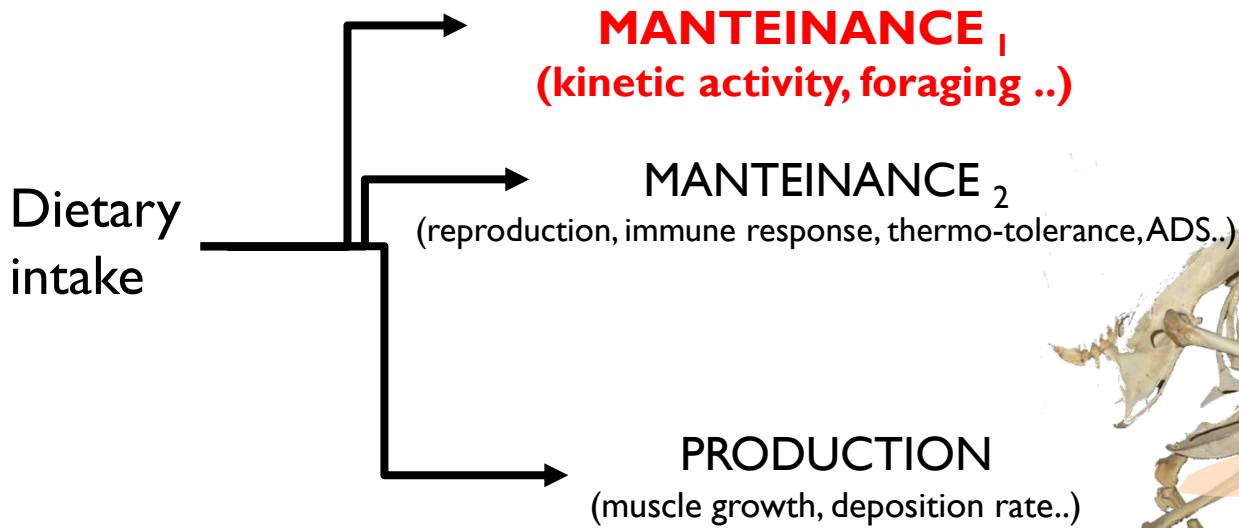 MANTEINANCE 1
(kinetic activity, foraging ..)
Dietary
intake
MANTEINANCE 2
(reproduction, immune response, thermo-tolerance, ADS..)
PRODUCTION
(muscle growth, deposition rate..)